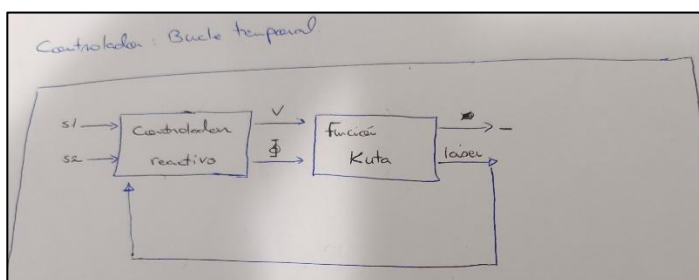 Controlador: Bucle temporal
s1
s2
Controlador
reactivo
V
Φ
función
Kuta
láser